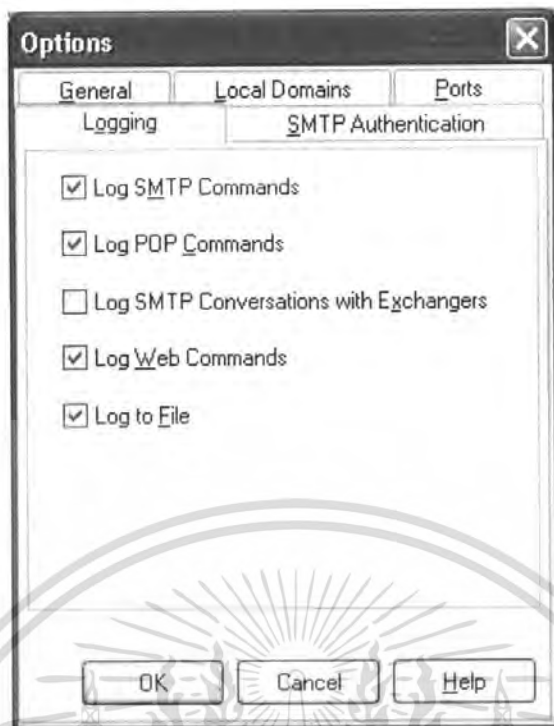 Options
General Local Domains Ports
Logging SMTP Authentication
Log SMTP Commands
Log POP Commands
Log SMTP Conversations with Exchangers
Log Web Commands
Log to File
OK Cancel Help